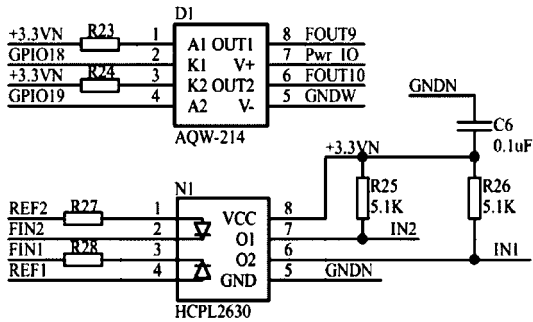 D1
+3.3VN R23 1 A1 OUT1 8 FOUT9
GPIO18 2 K1 V+ 7 Pwr_IO
+3.3VN R24 3 K2 OUT2 6 FOUT10
GPIO19 4 A2 V- 5 GNDW
AQW-214
GNDN
C6
0.1uF
+3.3VN
N1
REF2 R27 1 VCC 8
R25 R26
5.1K 5.1K
FIN2 2 O1 7 IN2
FIN1 R28 3 O2 6 IN1
REF1 4 GND 5 GNDN
HCPL2630